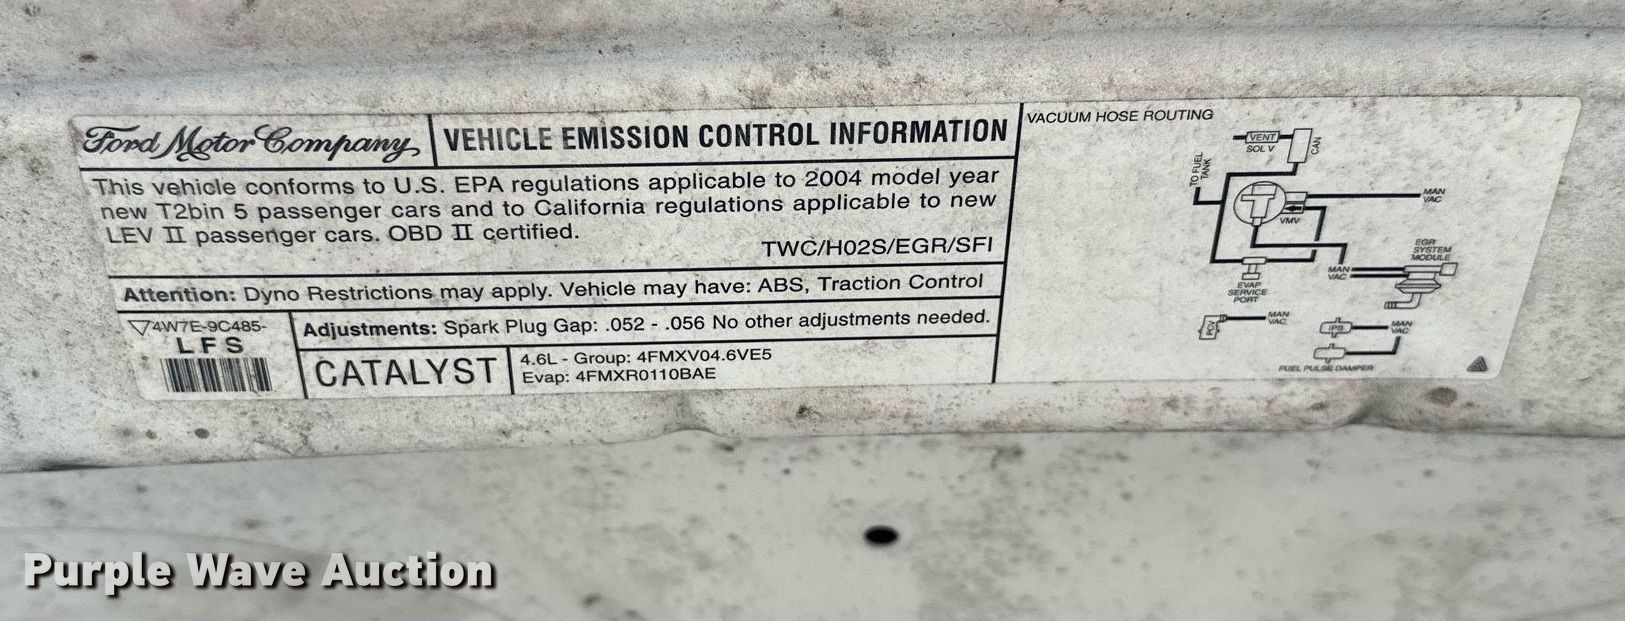 Ford Motor Company
VEHICLE EMISSION CONTROL INFORMATION
This vehicle conforms to U.S. EPA regulations applicable to 2004 model year
new T2bin 5 passenger cars and to California regulations applicable to new
LEV II passenger cars. OBD II certified.
TWC/H02S/EGR/SFI
Attention: Dyno Restrictions may apply. Vehicle may have: ABS, Traction Control
4W7E-9C485-
LFS
Adjustments: Spark Plug Gap: .052 - .056 No other adjustments needed.
CATALYST
4.6L - Group: 4FMXV04.6VE5
Evap: 4FMXR0110BAE
VACUUM HOSE ROUTING
VENT
SOL V
CAN
TO FUEL
TANK
MAN
VAC
VMV
EGR
SYSTEM
MODULE
MAN
VAC
EVAP
SERVICE
PORT
PCV
MAN
VAC
IPS
MAN
VAC
FUEL PULSE DAMPER
Purple Wave Auction